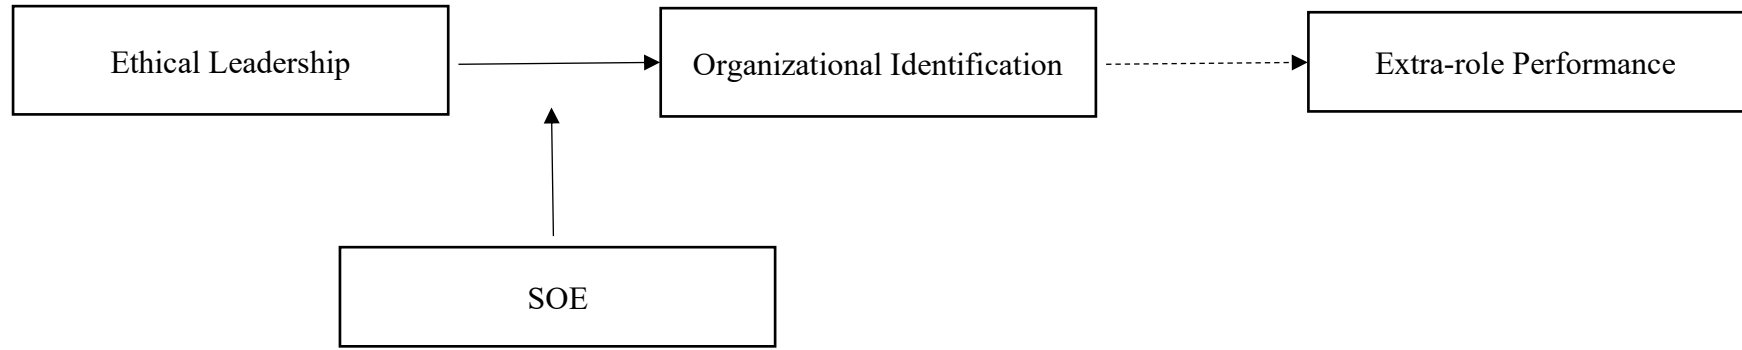 Ethical Leadership
Organizational Identification
Extra-role Performance
SOE